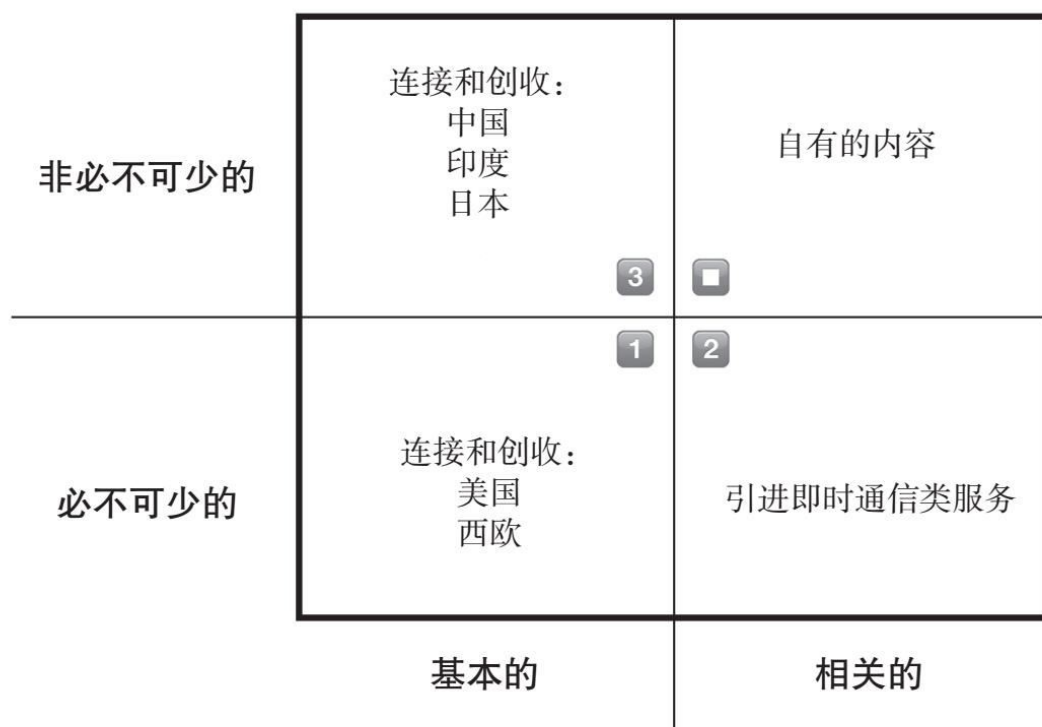 连接和创收：
中国
印度
日本
自有的内容
非必不可少的
3
1
2
连接和创收：
美国
西欧
引进即时通信类服务
必不可少的
基本的
相关的